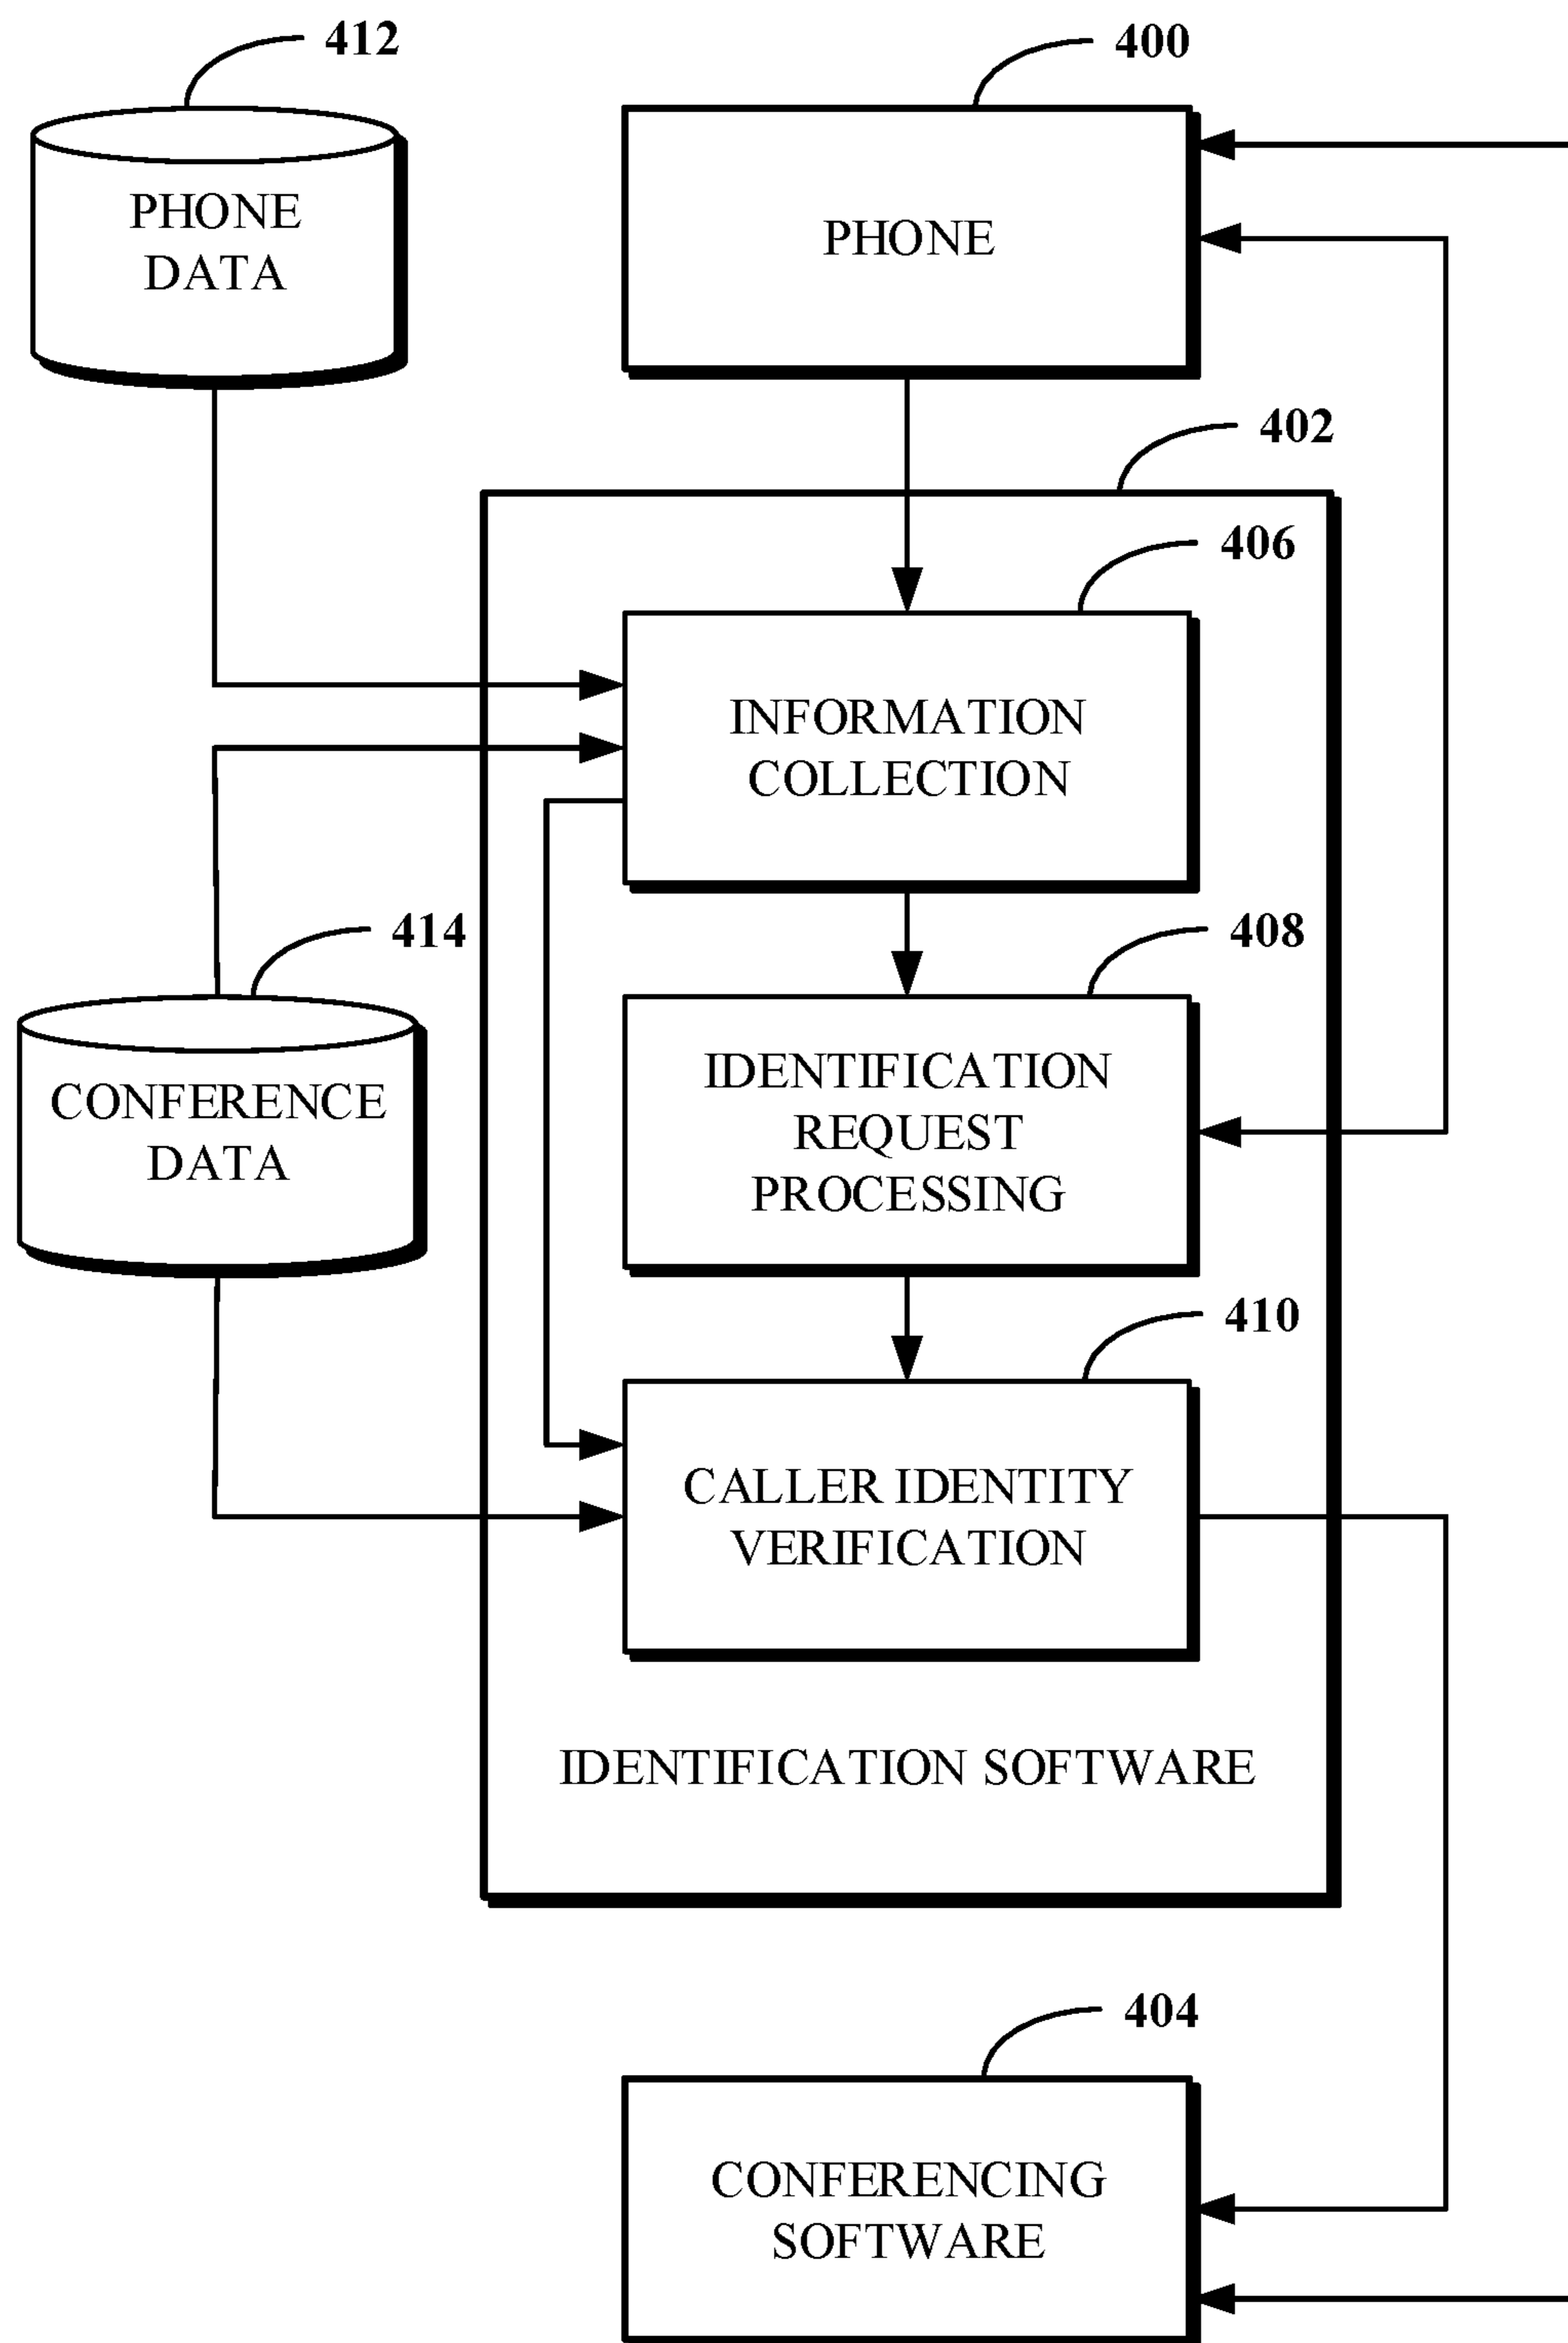 412
400
PHONE
DATA
PHONE
402
406
INFORMATION
COLLECTION
414
408
CONFERENCE
DATA
IDENTIFICATION
REQUEST
PROCESSING
410
CALLER IDENTITY
VERIFICATION
IDENTIFICATION SOFTWARE
404
CONFERENCING
SOFTWARE